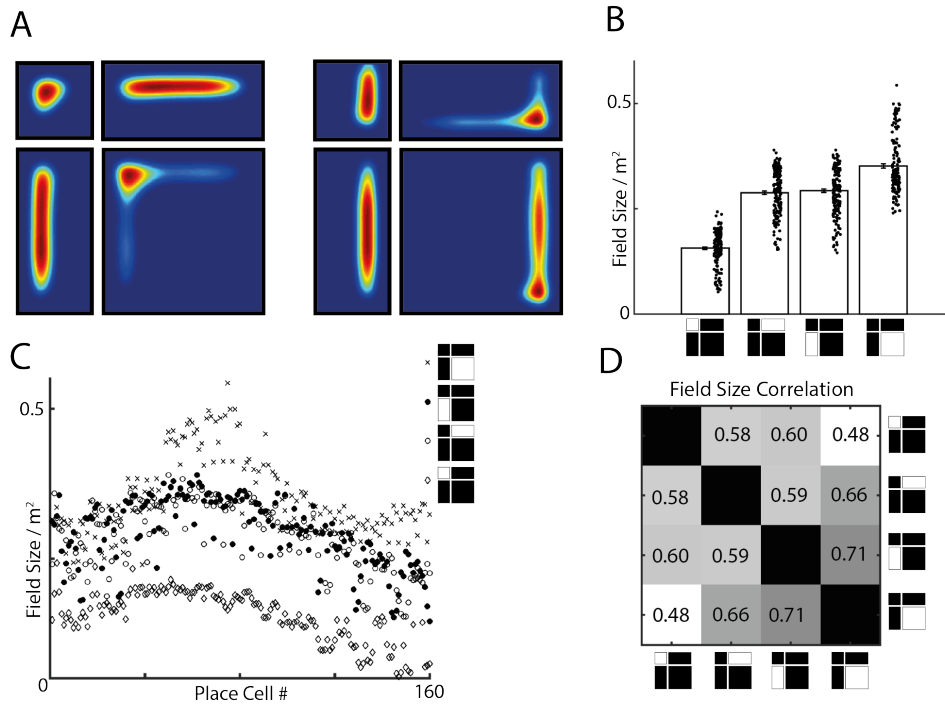 A
B
0.5
Field Size / m²
0
C
0.5
Field Size / m²
0
Place Cell #
160
D
Field Size Correlation
0.58 0.60 0.48
0.58 0.59 0.66
0.60 0.59 0.71
0.48 0.66 0.71